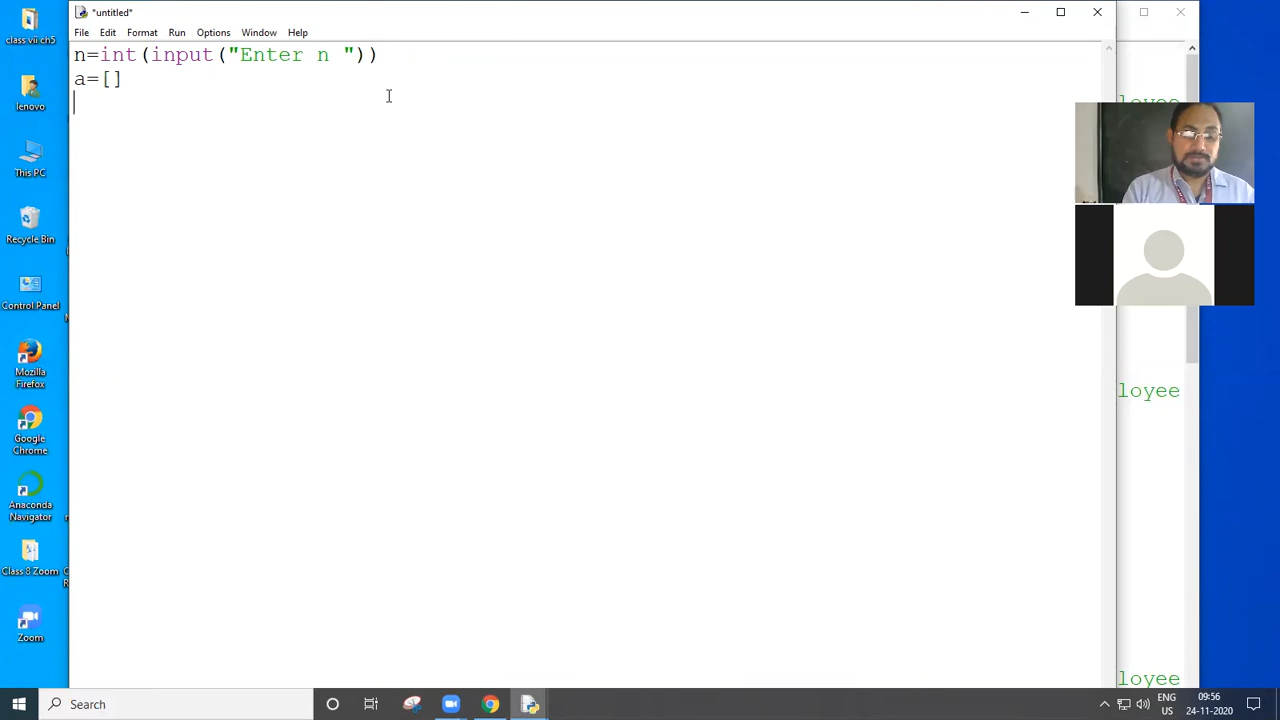 *untitled*
class vii ch5
File Edit Format Run Options Window Help
n=int(input("Enter n "))
a=[]
lenovo
loyee
This PC
Recycle Bin
Control Panel
Mozilla
Firefox
loyee
Google
Chrome
Anaconda
Navigator
Class 8 Zoom
Zoom
loyee
Search
ENG
US
09:56
24-11-2020